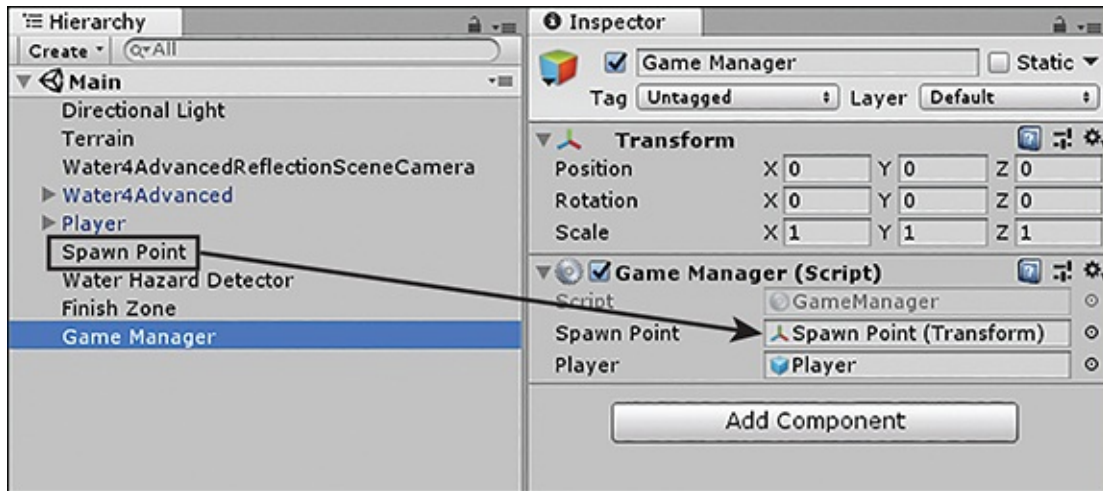 Hierarchy
Create
All
Main
Directional Light
Terrain
Water4AdvancedReflectionSceneCamera
Water4Advanced
Player
Spawn Point
Water Hazard Detector
Finish Zone
Game Manager
Inspector
Game Manager Static
Tag Untagged Layer Default
Transform
Position X 0 Y 0 Z 0
Rotation X 0 Y 0 Z 0
Scale X 1 Y 1 Z 1
Game Manager (Script)
Script GameManager
Spawn Point Spawn Point (Transform)
Player Player
Add Component